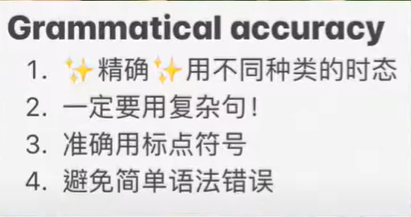 Grammatical accuracy
1. ✨精确✨用不同种类的时态
2. 一定要用复杂句！
3. 准确用标点符号
4. 避免简单语法错误